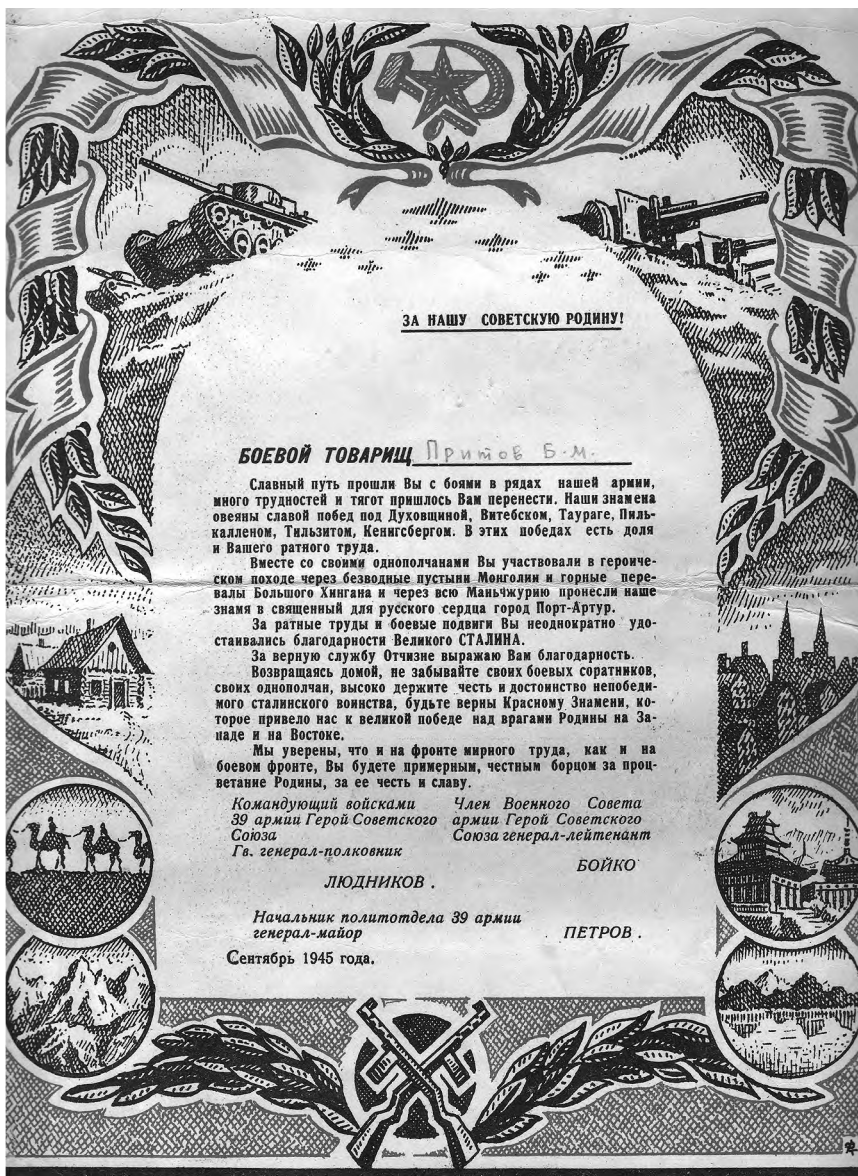 ЗА НАШУ СОВЕТСКУЮ РОДИНУ!
БОЕВОЙ ТОВАРИЩ Притов Б.М.
Славный путь прошли Вы с боями в рядах нашей армии,
много трудностей и тягот пришлось Вам перенести. Наши знамена
овеяны славой побед под Духовщиной, Витебском, Таураге, Пиль-
калленом, Тильзитом, Кенигсбергом. В этих победах есть доля
и Вашего ратного труда.
Вместе со своими однополчанами Вы участвовали в героиче-
ском походе через безводные пустыни Монголии и горные пере-
валы Большого Хингана и через всю Маньчжурию пронесли наше
знамя в священный для русского сердца город Порт-Артур.
За ратные труды и боевые подвиги Вы неоднократно удо-
стаивались благодарности Великого СТАЛИНА.
За верную службу Отчизне выражаю Вам благодарность.
Возвращаясь домой, не забывайте своих боевых соратников,
своих однополчан, высоко держите честь и достоинство непобеди-
мого сталинского воинства, будьте верны Красному Знамени, ко-
торое привело нас к великой победе над врагами Родины на За-
паде и на Востоке.
Мы уверены, что и на фронте мирного труда, как и на
боевом фронте, Вы будете примерным, честным борцом за проц-
ветание Родины, за ее честь и славу.
Командующий войсками
39 армии Герой Советского
Союза
Гв. генерал-полковник
ЛЮДНИКОВ.
Член Военного Совета
армии Герой Советского
Союза генерал-лейтенант
БОЙКО
Начальник политотдела 39 армии
генерал-майор ПЕТРОВ.
Сентябрь 1945 года.